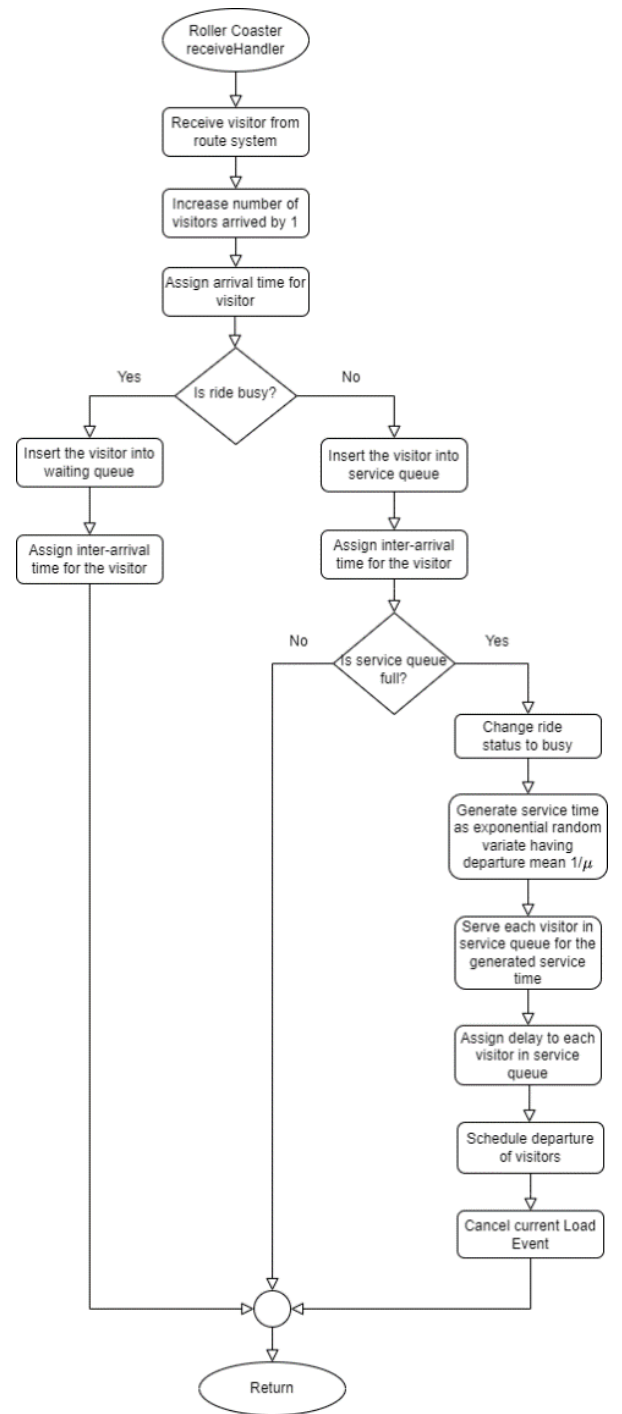 Roller Coaster
receiveHandler
Receive visitor from
route system
Increase number of
visitors arrived by 1
Assign arrival time for
visitor
Yes
Is ride busy?
No
Insert the visitor into
waiting queue
Insert the visitor into
service queue
Assign inter-arrival
time for the visitor
Assign inter-arrival
time for the visitor
No
Is service queue
full?
Yes
Change ride
status to busy
Generate service time
as exponential random
variate having
departure mean 1/μ
Serve each visitor in
service queue for the
generated service
time
Assign delay to each
visitor in service
queue
Schedule departure
of visitors
Cancel current Load
Event
Return